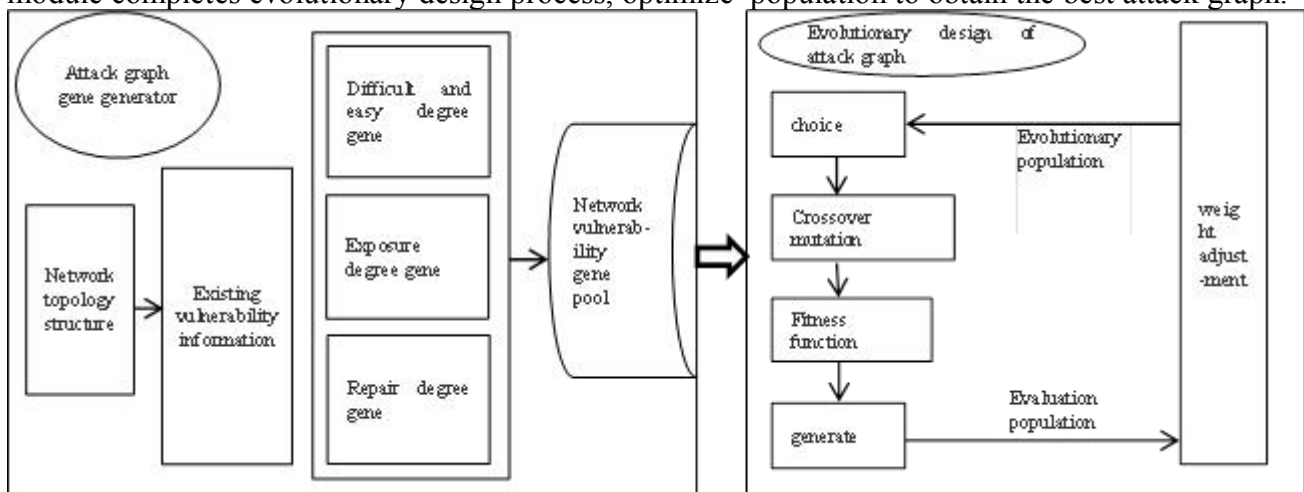 module completes evolutionary design process, optimize population to obtain the best attack graph.
Attack graph
gene generator
Network
topology
structure
Existing
vulnerability
information
Difficult and
easy degree
gene
Exposure
degree gene
Repair degree
gene
Network
vulnerab-
ility
gene
pool
Evolutionary design of
attack graph
choice
Crossover
mutation
Fitness
function
generate
Evolutionary
population
Evaluation
population
weig
ht
adjust
-ment